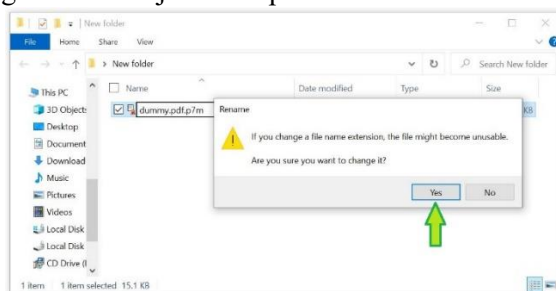 New folder
File Home Share View
New folder
Search New folder
Name Date modified Type Size
This PC
3D Objects
Desktop
Document
Download
Music
Pictures
Videos
Local Disk
Local Disk
CD Drive (I
dummy.pdf.p7m
KB
Rename
If you change a file name extension, the file might become unusable.
Are you sure you want to change it?
Yes No
1 item 1 item selected 15.1 KB